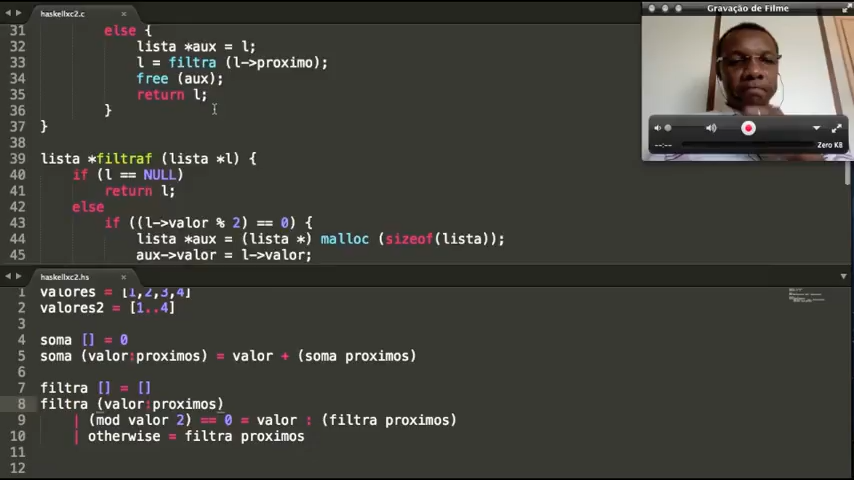 haskellxc2.c
31 else {
32 lista *aux = l;
33 l = filtra (l->proximo);
34 free (aux);
35 return l;
36 }
37 }
38
39 lista *filtraf (lista *l) {
40 if (l == NULL)
41 return l;
42 else
43 if ((l->valor % 2) == 0) {
44 lista *aux = (lista *) malloc (sizeof(lista));
45 aux->valor = l->valor;
Gravação de Filme
--:--
Zero KB
haskellxc2.hs
1 valores = [1,2,3,4]
2 valores2 = [1..4]
3
4 soma [] = 0
5 soma (valor:proximos) = valor + (soma proximos)
6
7 filtra [] = []
8 filtra (valor:proximos)
9 | (mod valor 2) == 0 = valor : (filtra proximos)
10 | otherwise = filtra proximos
11
12